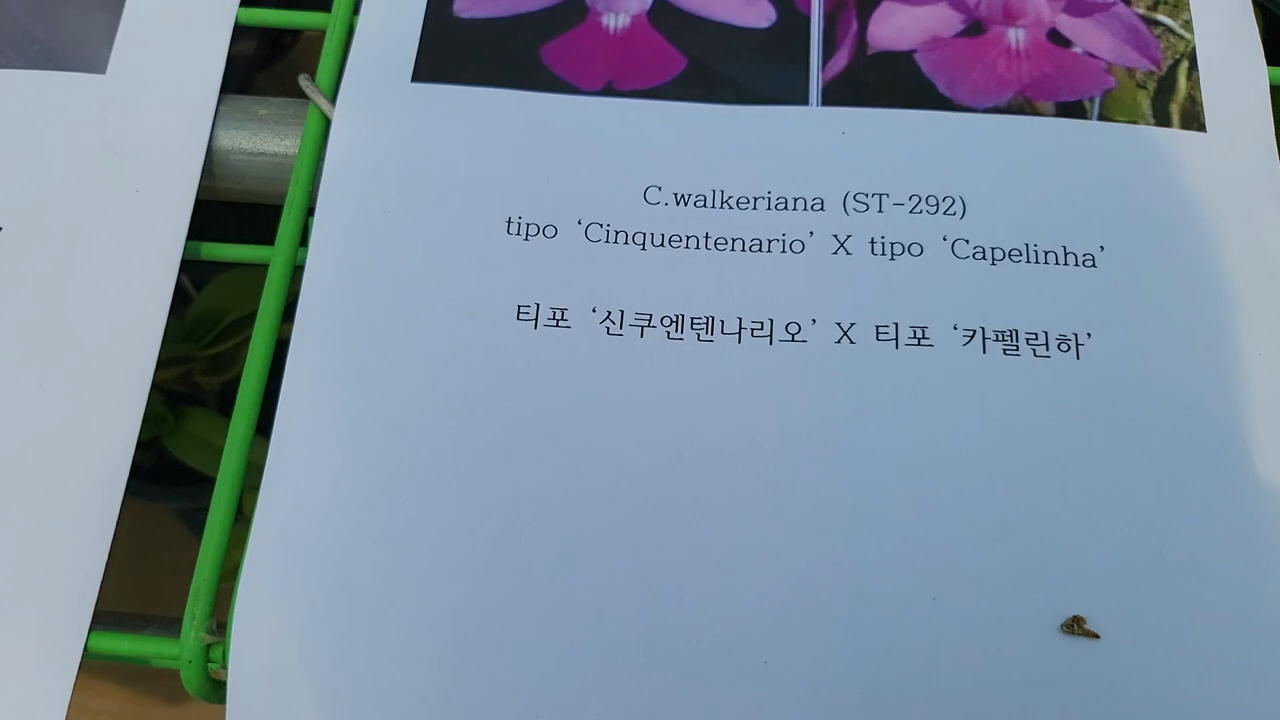 C.walkeriana (ST-292)
tipo ‘Cinquentenario’ X tipo ‘Capelinha’
티포 ‘신쿠엔텐나리오’ X 티포 ‘카펠린하’